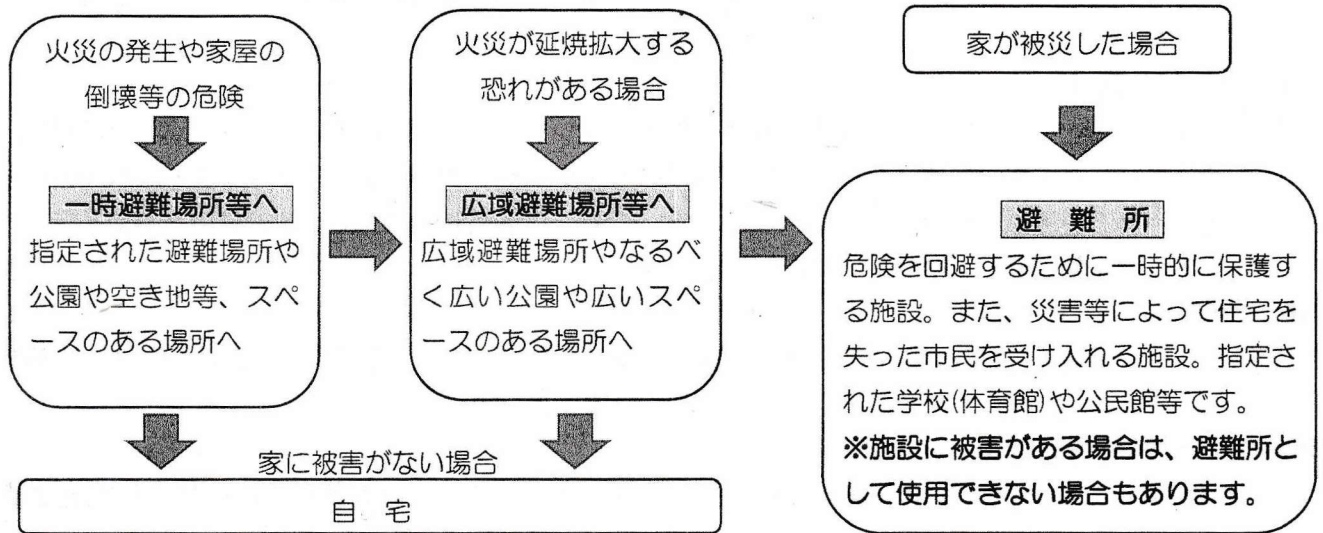 火災の発生や家屋の
倒壊等の危険
一時避難場所等へ
指定された避難場所や
公園や空き地等、スペ
ースのある場所へ
火災が延焼拡大する
恐れがある場合
広域避難場所等へ
広域避難場所やなるべ
く広い公園や広いスペ
ースのある場所へ
家に被害がない場合
自 宅
家が被災した場合
避 難 所
危険を回避するために一時的に保護す
る施設。また、災害等によって住宅を
失った市民を受け入れる施設。指定さ
れた学校(体育館)や公民館等です。
※施設に被害がある場合は、避難所と
して使用できない場合もあります。